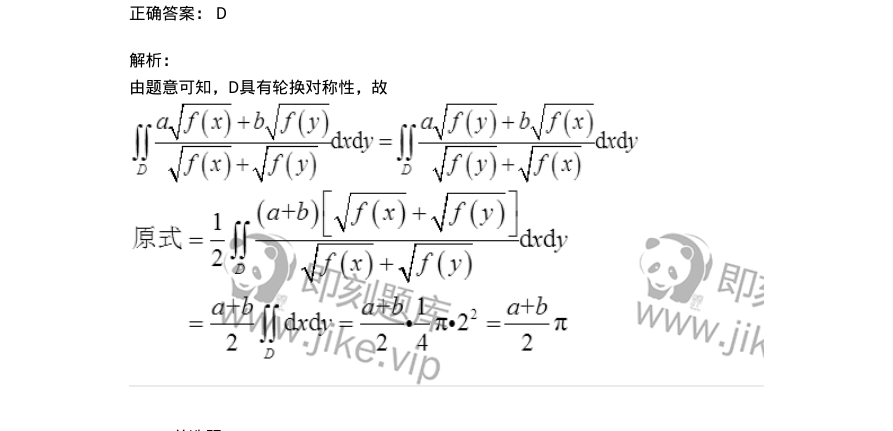 正确答案： D
解析：
由题意可知，D具有轮换对称性，故
∬_D (a√f(x)+b√f(y))/(√f(x)+√f(y)) dxdy = ∬_D (a√f(y)+b√f(x))/(√f(y)+√f(x)) dxdy
原式 = 1/2 ∬_D (a+b)[√f(x)+√f(y)]/(√f(x)+√f(y)) dxdy
= (a+b)/2 ∬_D dxdy = (a+b)/2 • 1/4 π•2² = (a+b)/2 π
即刻题库
www.jike.vip
即刻
www.jik